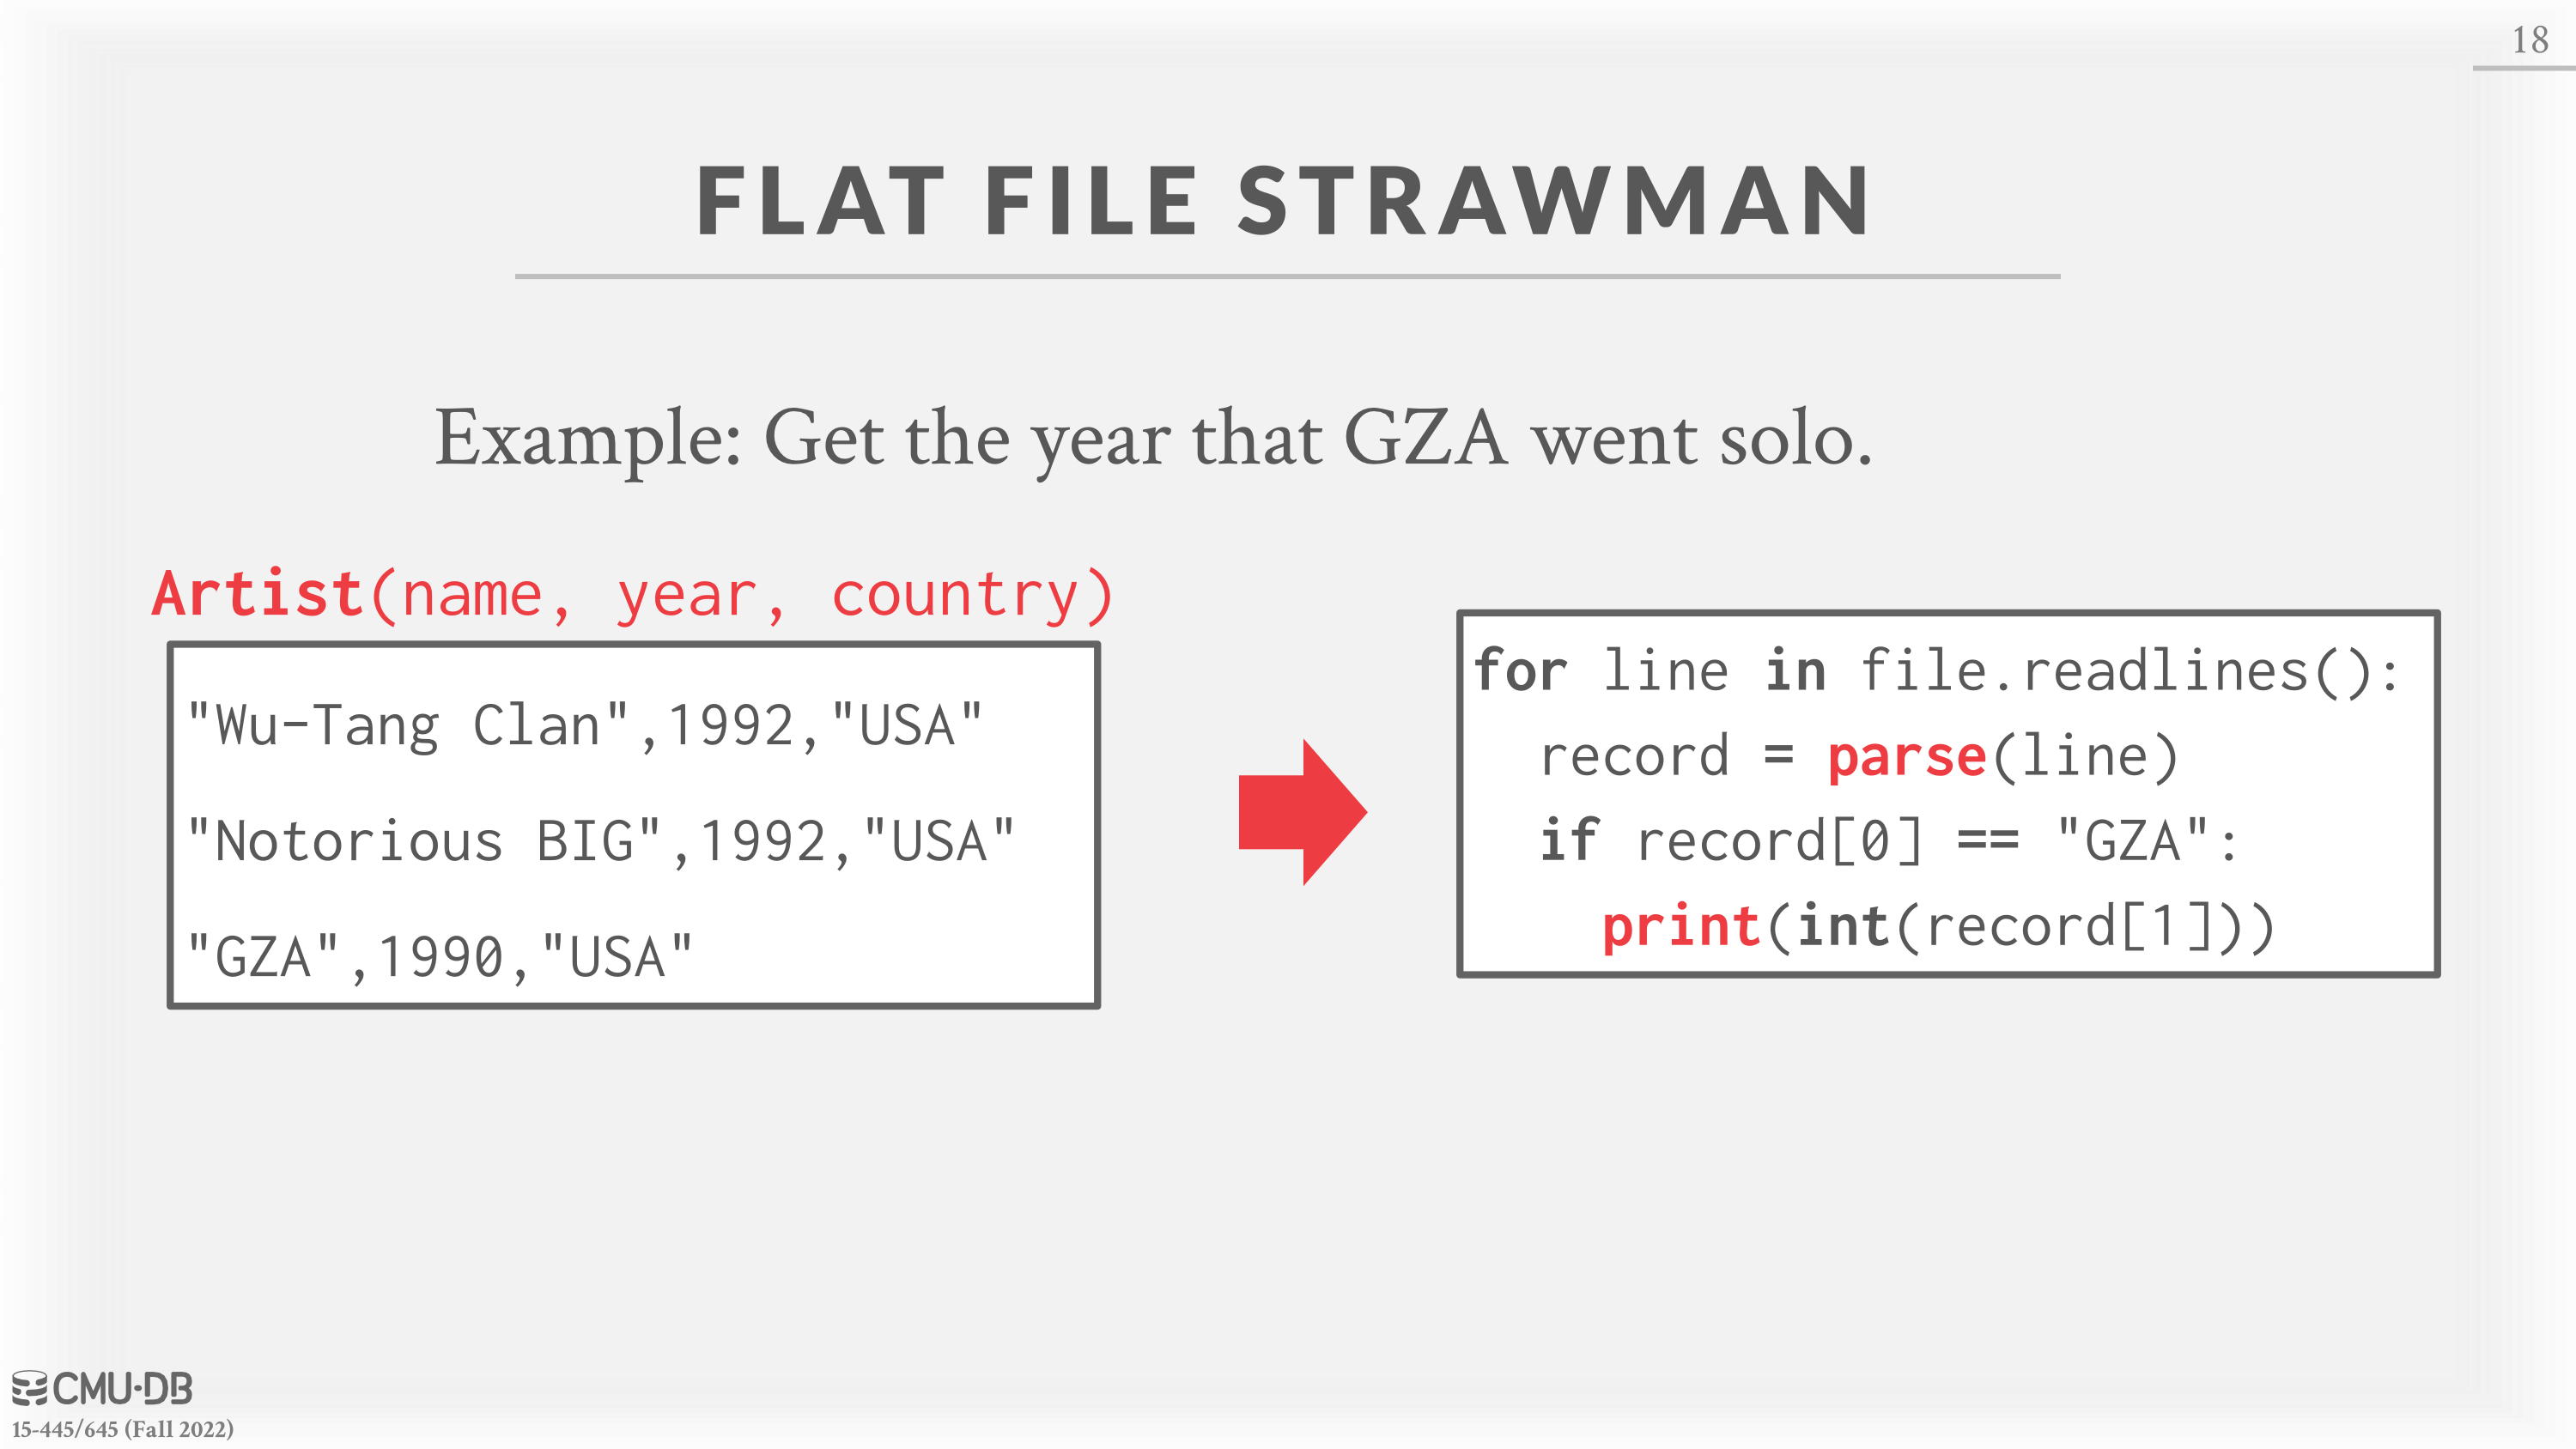 18
FLAT FILE STRAWMAN
Example: Get the year that GZA went solo.
Artist(name, year, country)
"Wu-Tang Clan",1992,"USA"
"Notorious BIG",1992,"USA"
"GZA",1990,"USA"
for line in file.readlines():
  record = parse(line)
  if record[0] == "GZA":
    print(int(record[1]))
CMU·DB
15-445/645 (Fall 2022)